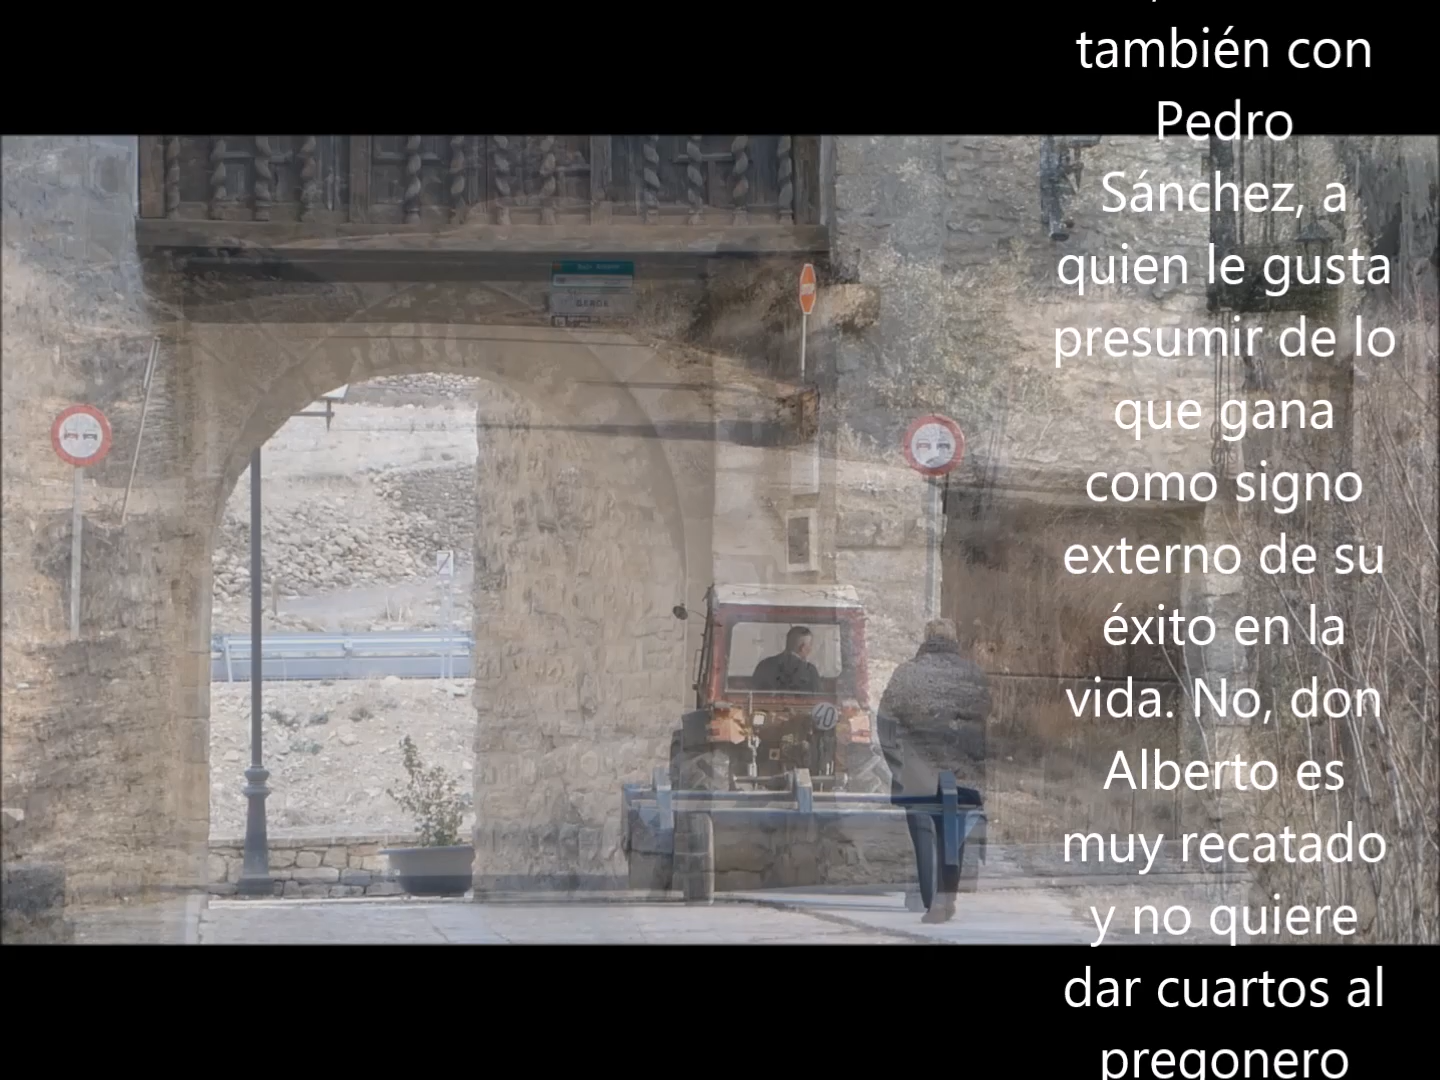 también con
Pedro
Sánchez, a
quien le gusta
presumir de lo
que gana
como signo
externo de su
éxito en la
vida. No, don
Alberto es
muy recatado
y no quiere
dar cuartos al
pregonero
40